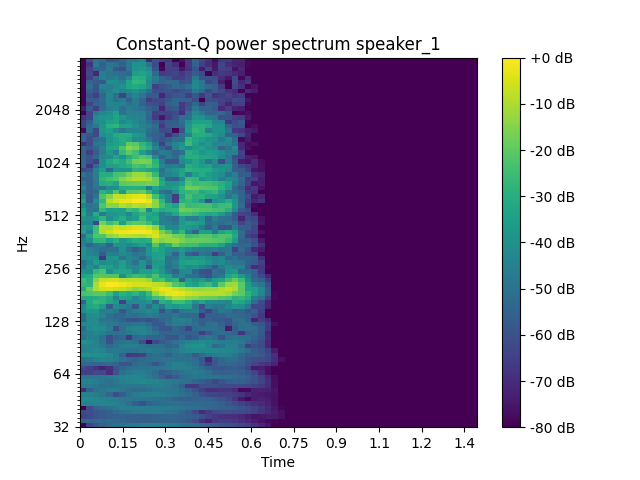 Constant-Q power spectrum speaker_1
Hz
2048
1024
512
256
128
64
32
0 0.15 0.3 0.45 0.6 0.75 0.9 1.1 1.2 1.4
Time
+0 dB
-10 dB
-20 dB
-30 dB
-40 dB
-50 dB
-60 dB
-70 dB
-80 dB